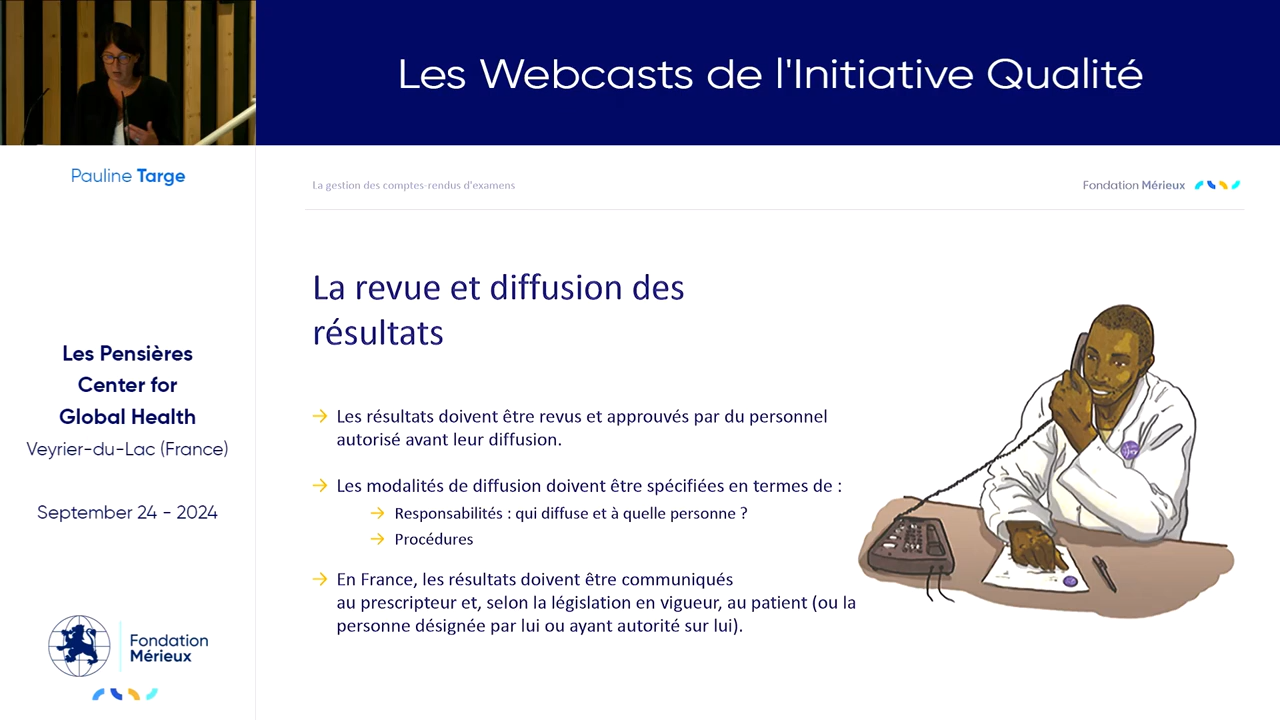 Les Webcasts de l'Initiative Qualité
Pauline Targe
La gestion des comptes-rendus d'examens
Fondation Mérieux
La revue et diffusion des
résultats
Les Pensières
Center for
Global Health
Veyrier-du-Lac (France)
September 24 - 2024
→ Les résultats doivent être revus et approuvés par du personnel
autorisé avant leur diffusion.
→ Les modalités de diffusion doivent être spécifiées en termes de :
→ Responsabilités : qui diffuse et à quelle personne ?
→ Procédures
→ En France, les résultats doivent être communiqués
au prescripteur et, selon la législation en vigueur, au patient (ou la
personne désignée par lui ou ayant autorité sur lui).
Fondation
Mérieux